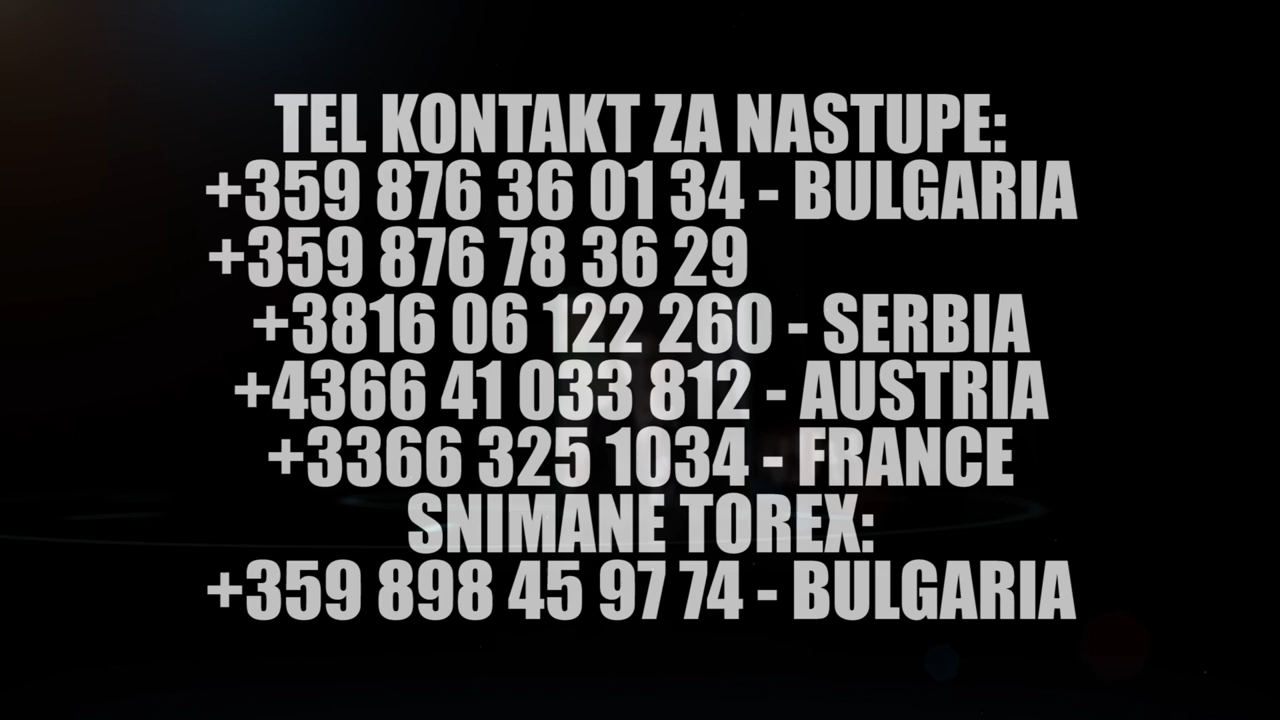 TEL KONTAKT ZA NASTUPE:
+359 876 36 01 34 - BULGARIA
+359 876 78 36 29
+3816 06 122 260 - SERBIA
+4366 41 033 812 - AUSTRIA
+3366 325 1034 - FRANCE
SNIMANE TOREX:
+359 898 45 97 74 - BULGARIA